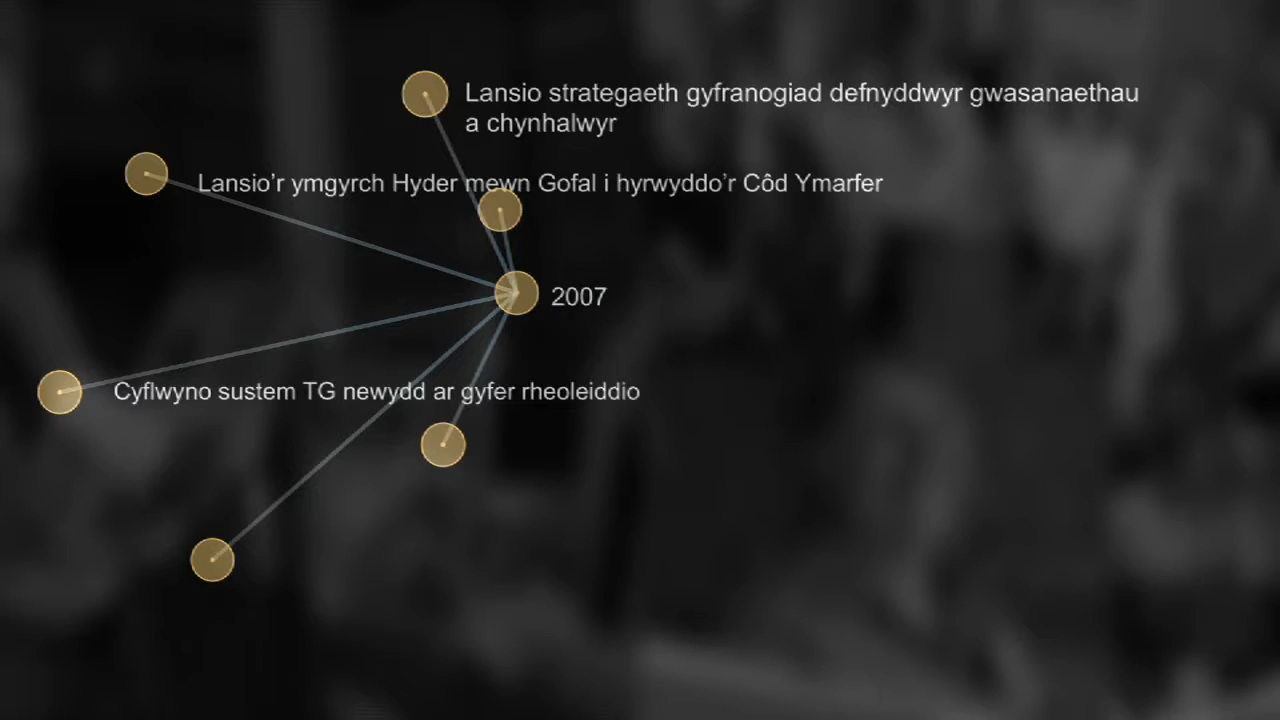 Lansio strategaeth gyfranogiad defnyddwyr gwasanaethau
a chynhalwyr
Lansio’r ymgyrch Hyder mewn Gofal i hyrwyddo’r Côd Ymarfer
2007
Cyflwyno sustem TG newydd ar gyfer rheoleiddio